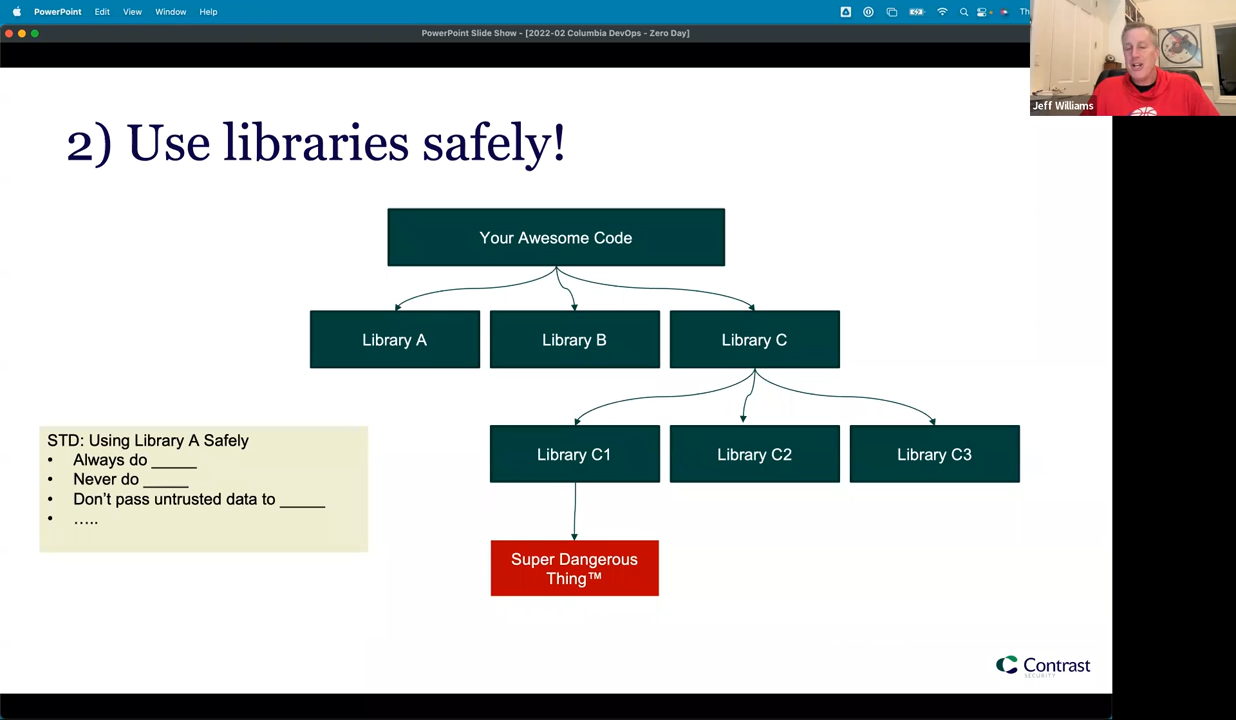 PowerPoint Edit View Window Help
Th
PowerPoint Slide Show - [2022-02 Columbia DevOps - Zero Day]
Jeff Williams
2) Use libraries safely!
Your Awesome Code
Library A
Library B
Library C
Library C1
Library C2
Library C3
STD: Using Library A Safely
• Always do _____
• Never do _____
• Don’t pass untrusted data to _____
• …..
Super Dangerous
Thing™
Contrast
SECURITY